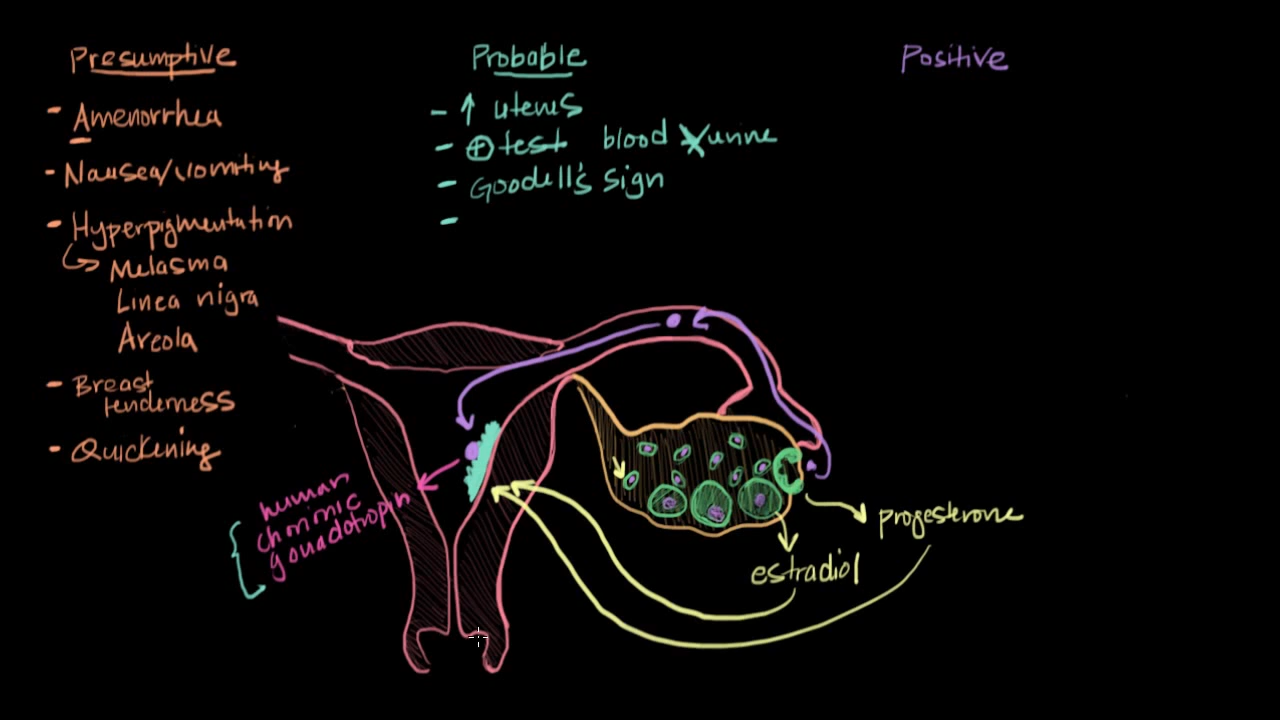 Presumptive
- Amenorrhea
- Nausea/vomiting
- Hyperpigmentation
↳ Melasma
Linea nigra
Areola
- Breast
tenderness
- Quickening
Probable
- ↑ uterus
- ⊕ test blood urine
- Goodell's sign
-
Positive
human
chorionic
gonadotropin
progesterone
estradiol